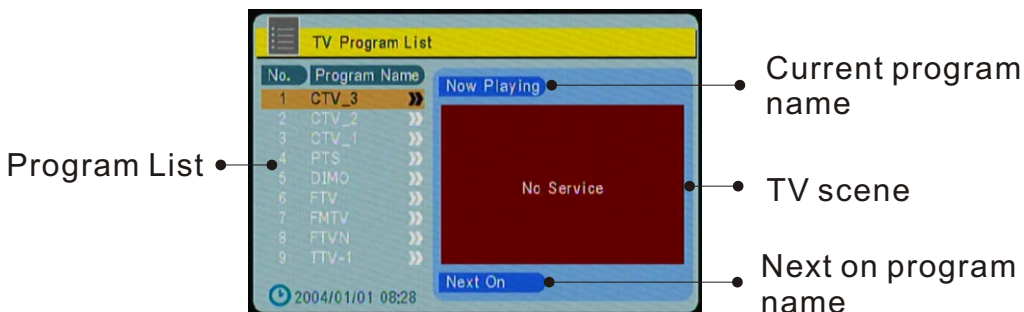 TV Program List
No. Program Name
1 CTV_3
2 CTV_2
3 CTV_1
4 PTS
5 DIMO
6 FTV
7 FMTV
8 FTVN
9 TTV-1
2004/01/01 08:28
Now Playing
No Service
Next On
Program List
Current program
name
TV scene
Next on program
name